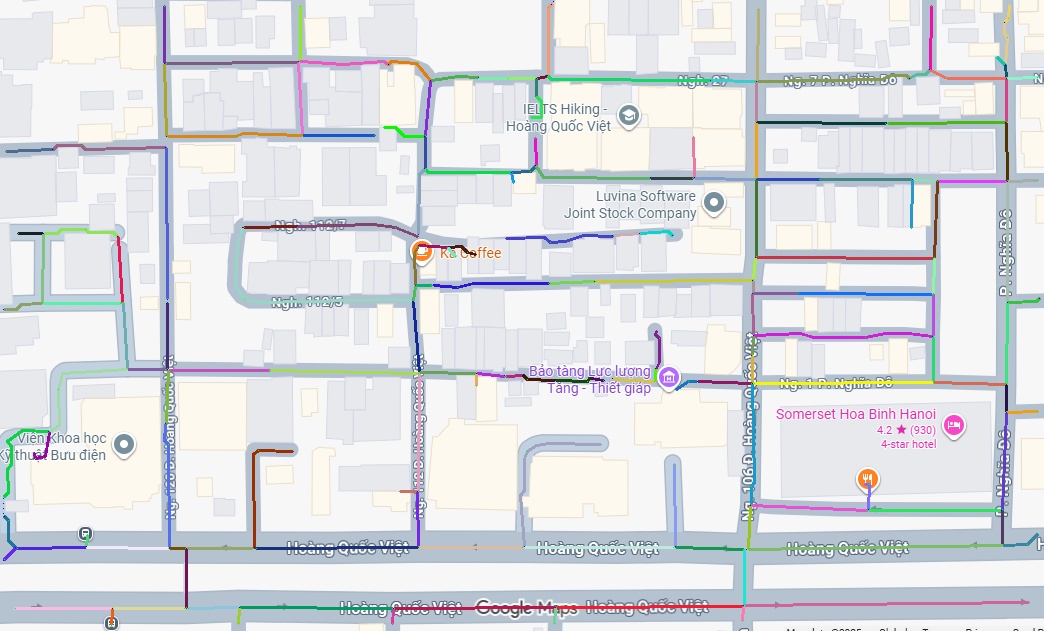 Ngh. 27
Ng. 7 P. Nghĩa Đô
N
IELTS Hiking -
Hoàng Quốc Việt
Luvina Software
Joint Stock Company
Ngh. 112/7
Ka Coffee
P. Nghĩa Đô
Ngh. 112/5
Bảo tàng Lực lượng
Tăng - Thiết giáp
Ng. 1 P. Nghĩa Đô
Somerset Hoa Binh Hanoi
4.2 ★ (930)
4-star hotel
Viện Khoa học
Kỹ thuật Bưu điện
Ng. 106 Đ. Hoàng Quốc Việt
P. Nghĩa Đô
Hoàng Quốc Việt
Hoàng Quốc Việt
Hoàng Quốc Việt
H
Hoàng Quốc Việt
Google Maps
Hoàng Quốc Việt